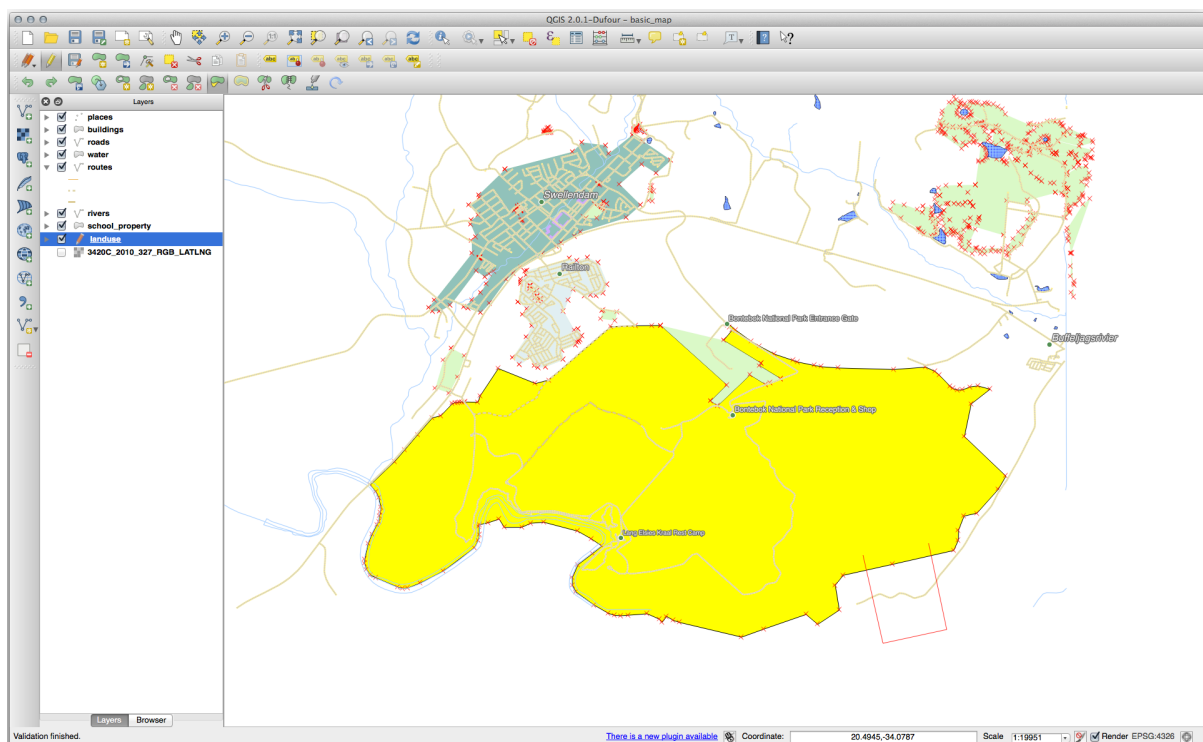 QGIS 2.0.1-Dufour - basic_map
Layers
places
buildings
roads
water
routes
rivers
school_property
landuse
3420C_2010_327_RGB_LATLNG
Swellendam
Railton
Bontebok National Park Entrance Gate
Buffeljagsrivier
Bontebok National Park Reception & Shop
Lang Elsies Kraal Rest Camp
Layers
Browser
Validation finished.
There is a new plugin available
Coordinate:
20.4945,-34.0787
Scale
1:19951
Render
EPSG:4326